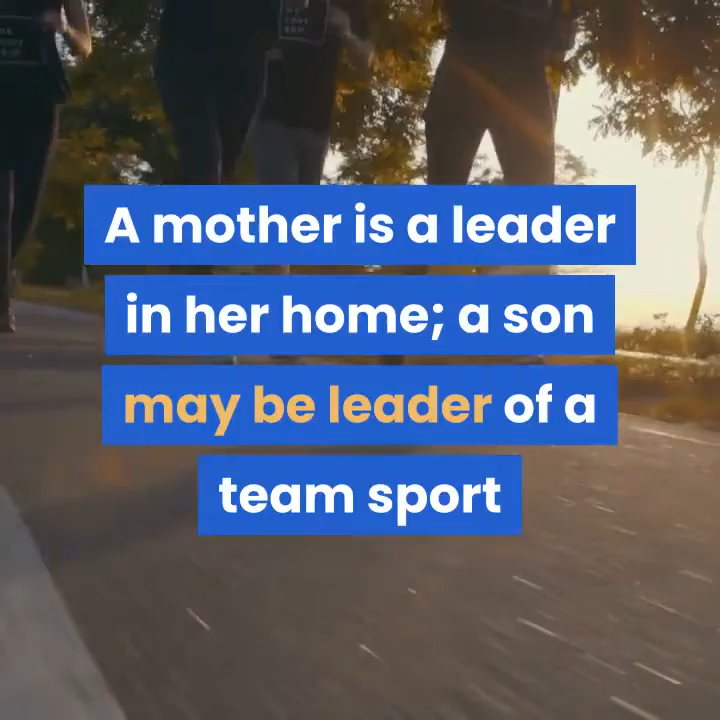 A mother is a leader
in her home; a son
may be leader of a
team sport